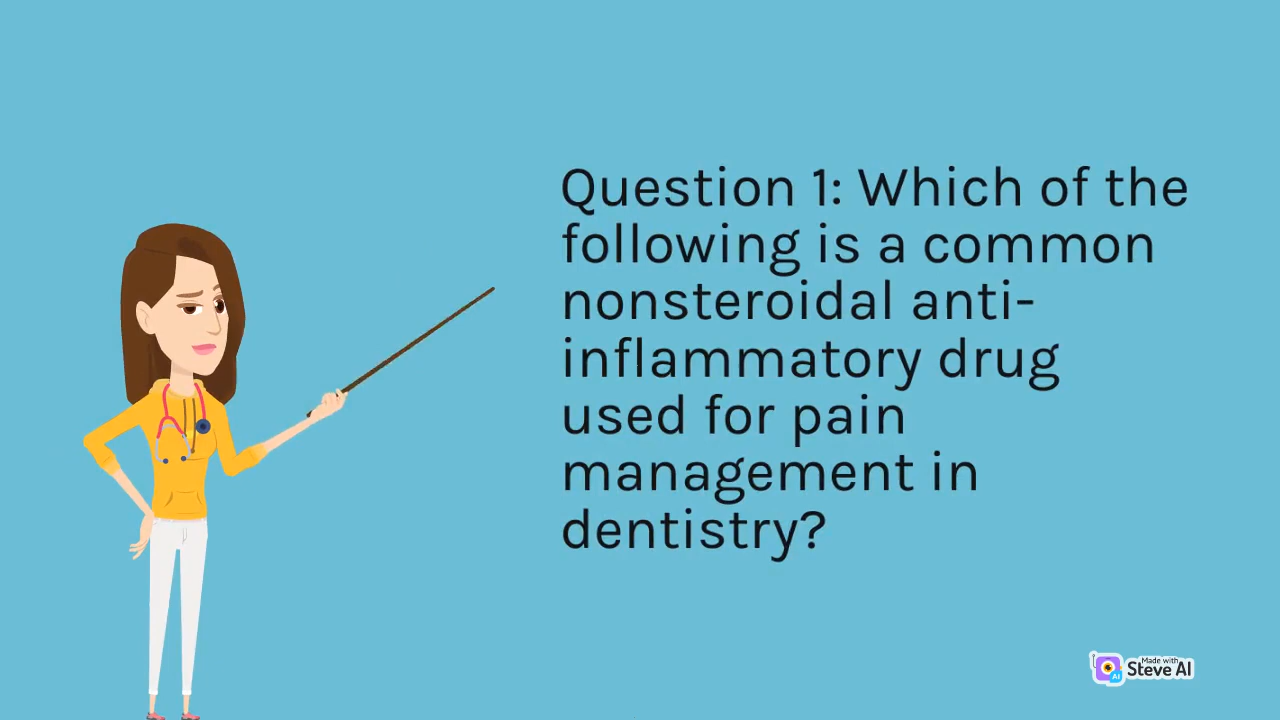 Question 1: Which of the
following is a common
nonsteroidal anti-
inflammatory drug
used for pain
management in
dentistry?
Made with
Steve AI
AI